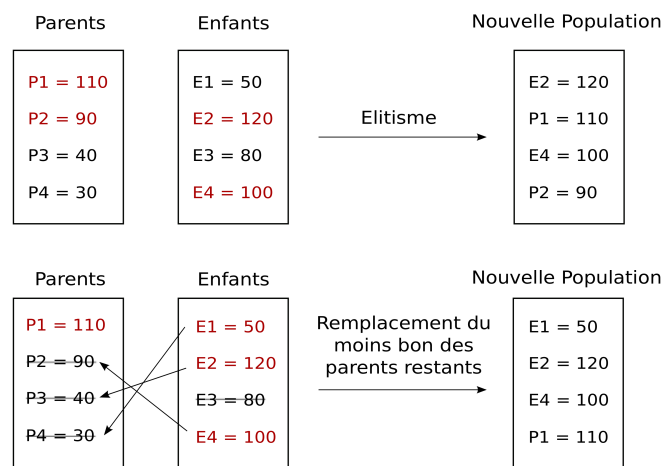 Parents
Enfants
Nouvelle Population
P1 = 110
P2 = 90
P3 = 40
P4 = 30
E1 = 50
E2 = 120
E3 = 80
E4 = 100
Elitisme
E2 = 120
P1 = 110
E4 = 100
P2 = 90
Parents
Enfants
Nouvelle Population
P1 = 110
P2 = 90
P3 = 40
P4 = 30
E1 = 50
E2 = 120
E3 = 80
E4 = 100
Remplacement du
moins bon des
parents restants
E1 = 50
E2 = 120
E4 = 100
P1 = 110